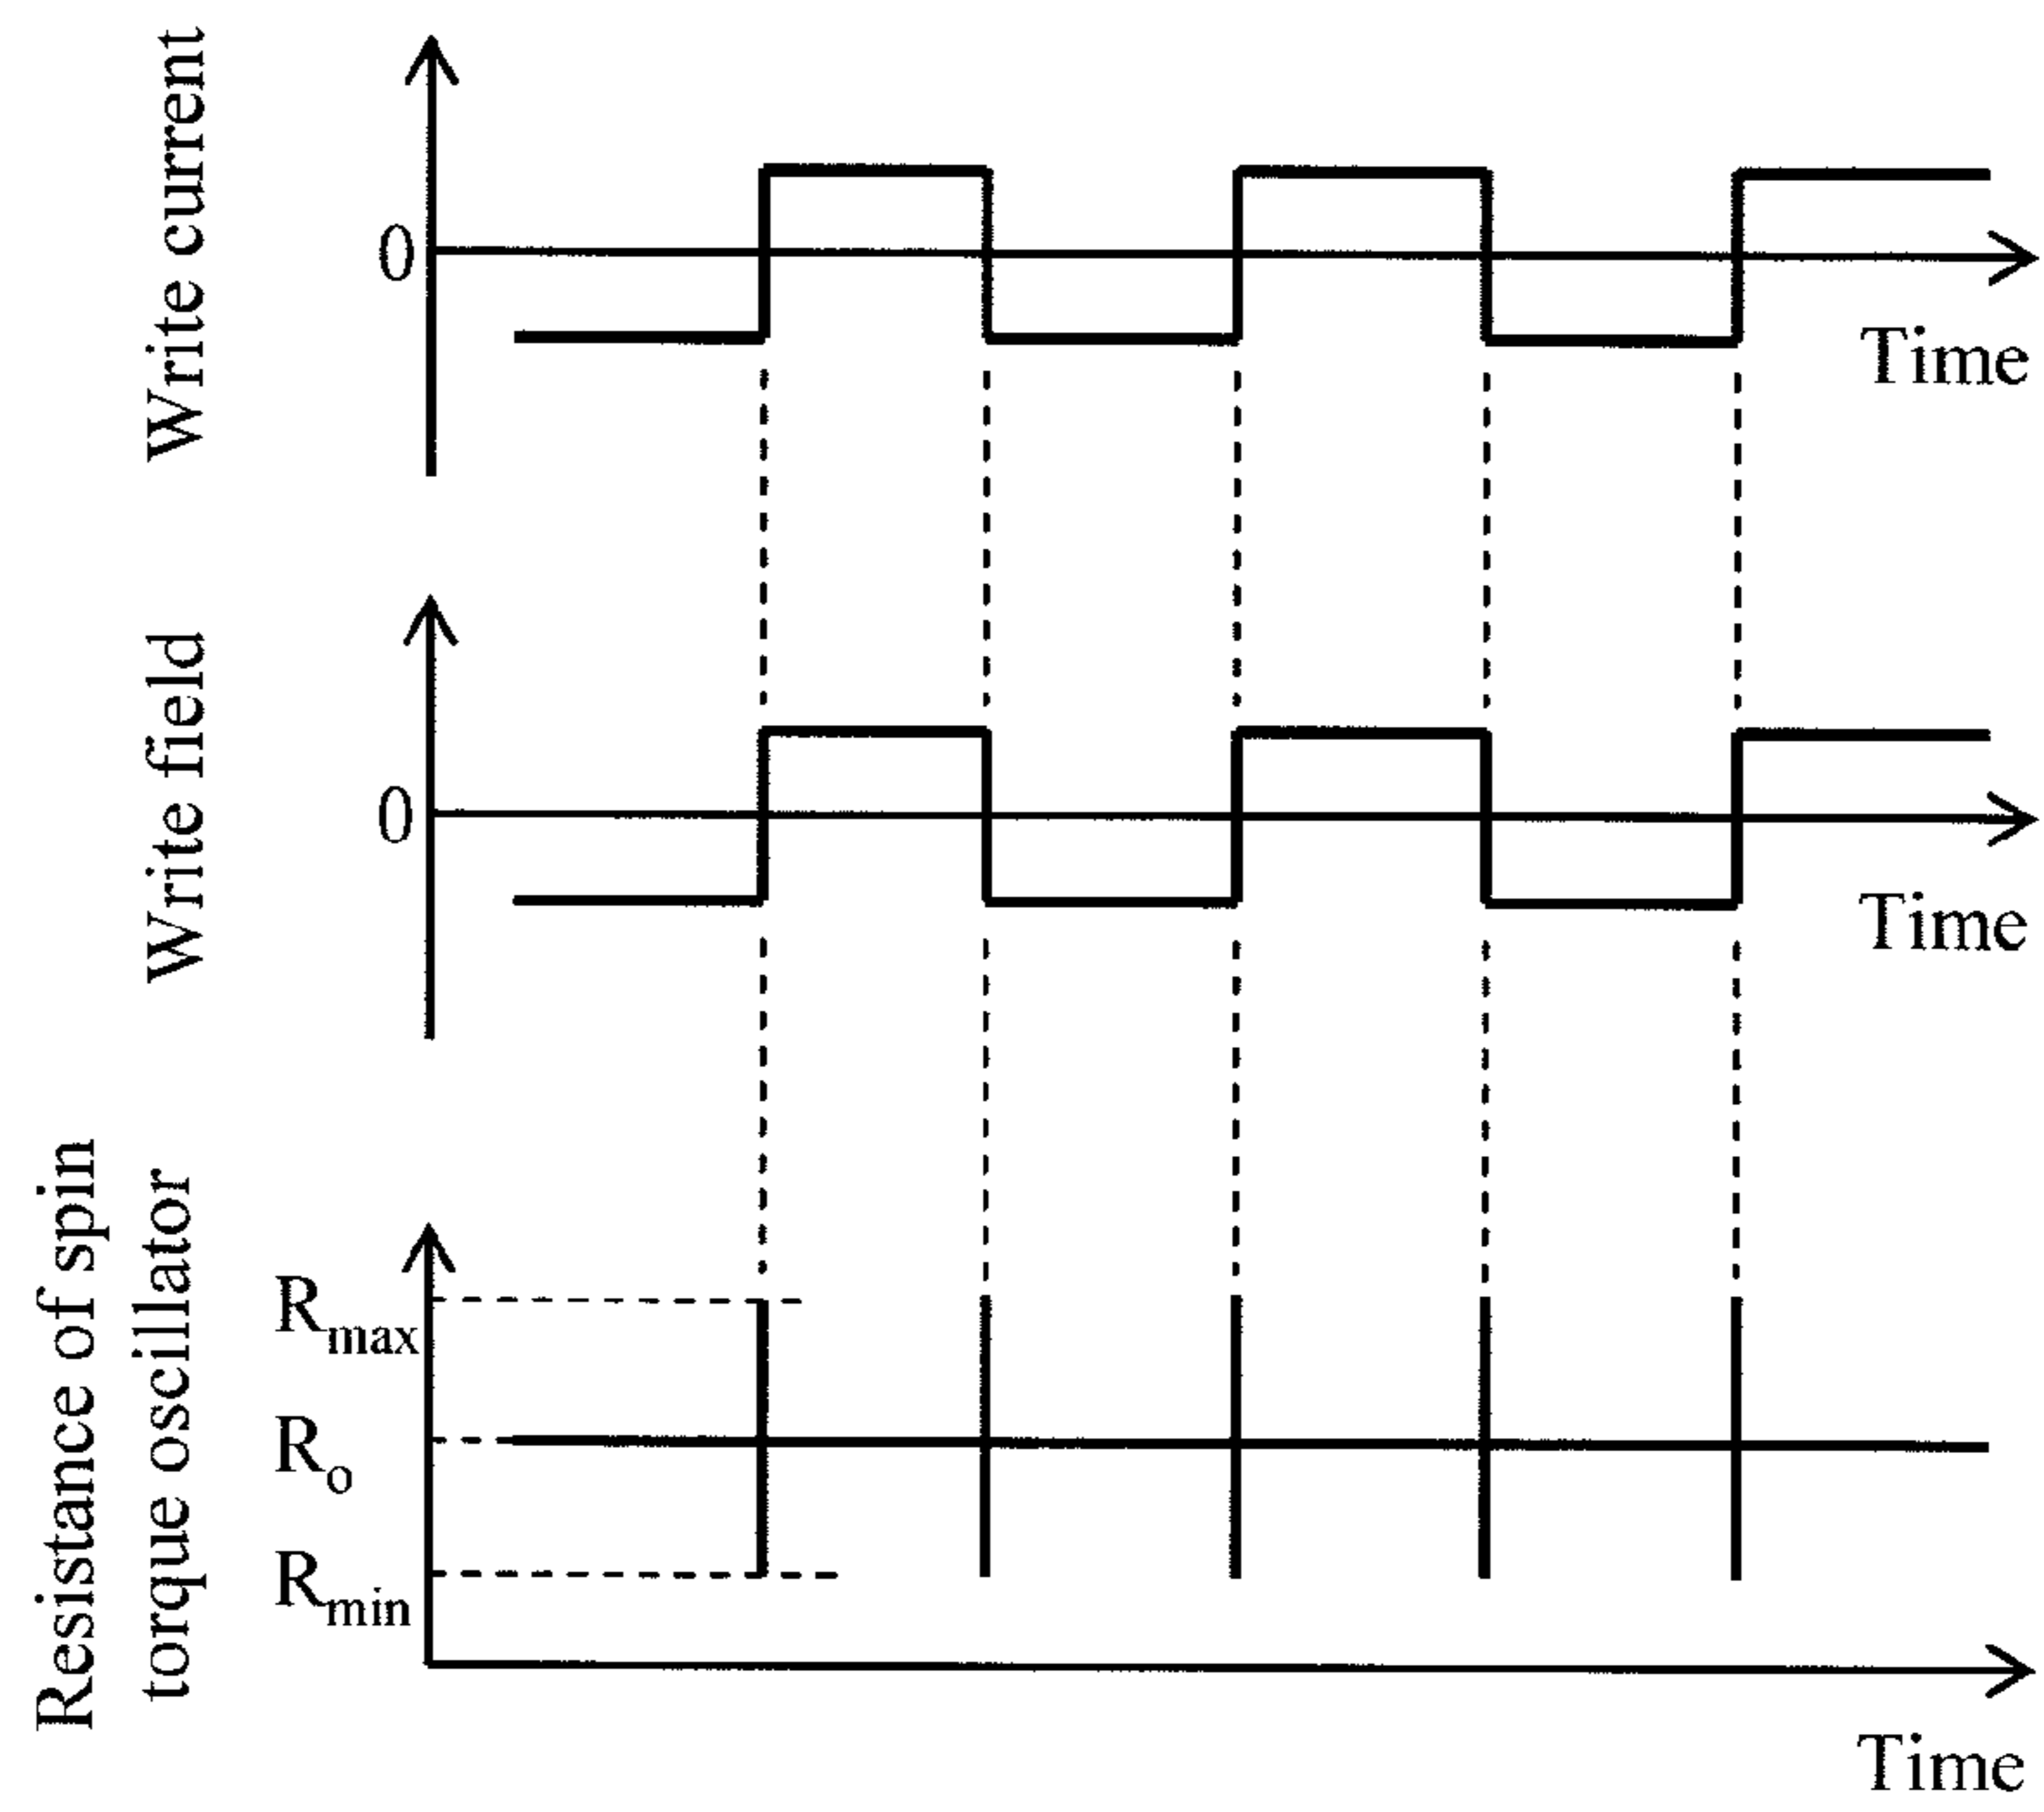 Write current
0
Time
Write field
0
Time
Resistance of spin
torque oscillator
Rmax
Ro
Rmin
Time